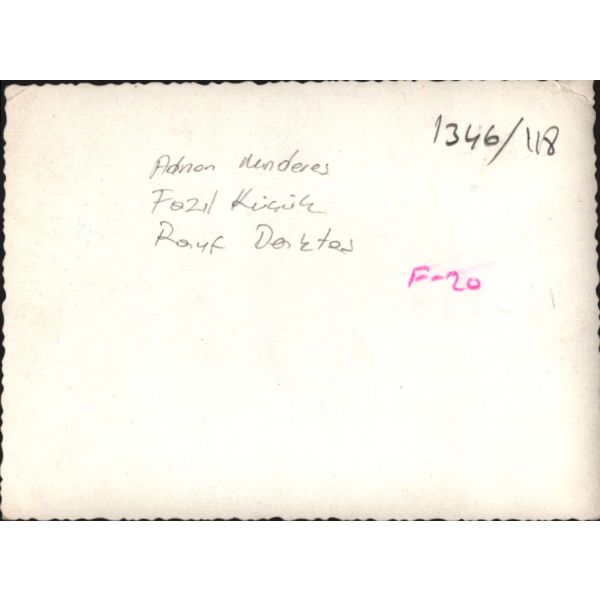 1346/118
Adnan Menderes
Fazıl Küçük
Rauf Denktaş
F-20